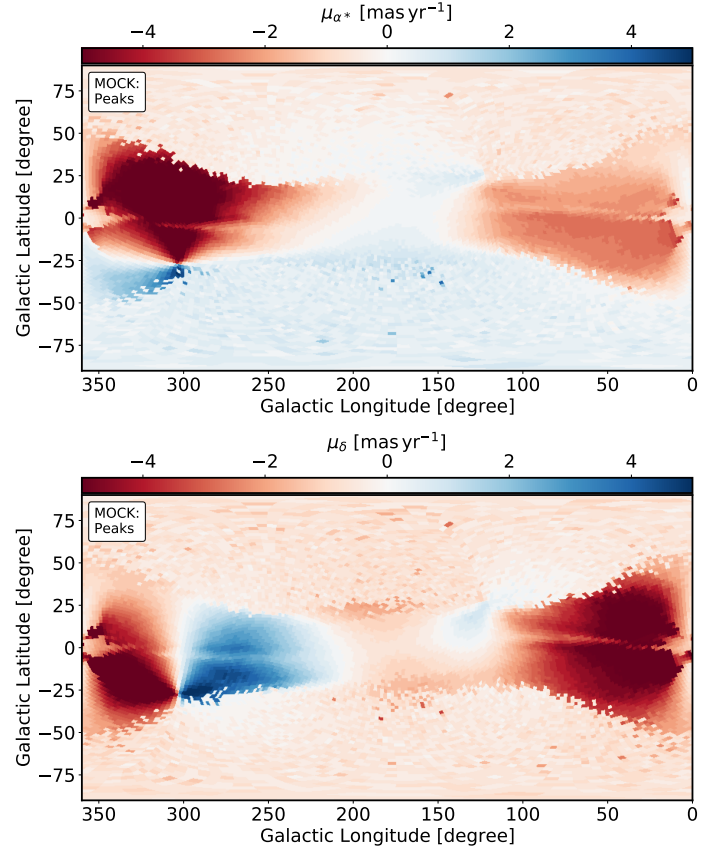 μα* [mas yr⁻¹]
−4 −2 0 2 4
MOCK:
Peaks
75
50
25
0
−25
−50
−75
Galactic Latitude [degree]
350 300 250 200 150 100 50 0
Galactic Longitude [degree]
μδ [mas yr⁻¹]
−4 −2 0 2 4
MOCK:
Peaks
75
50
25
0
−25
−50
−75
Galactic Latitude [degree]
350 300 250 200 150 100 50 0
Galactic Longitude [degree]